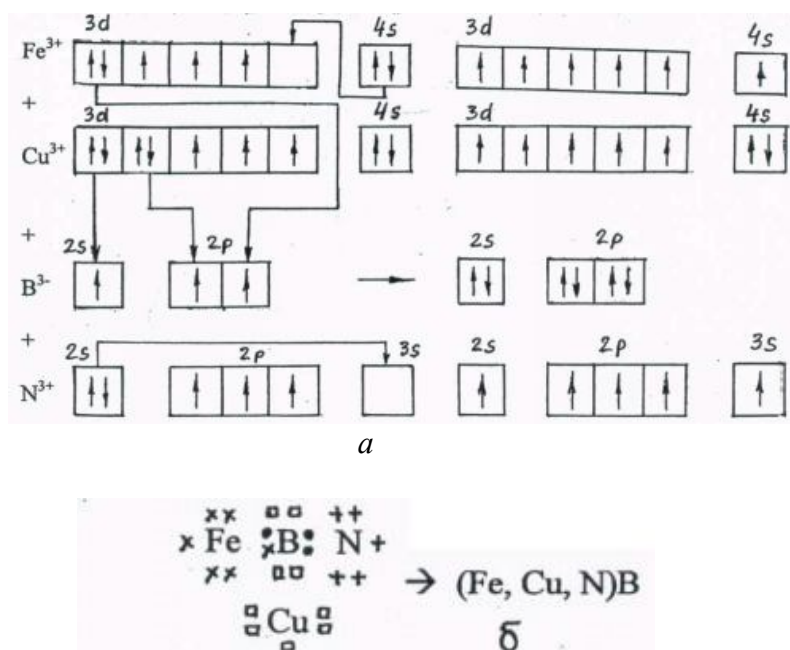 3d 4s 3d 4s
Fe³⁺
+
3d 4s 3d 4s
Cu³⁺
+
2s 2p 2s 2p
B³⁻
+
2s 2p 3s 2s 2p 3s
N³⁺
а
Fe B N → (Fe, Cu, N)B
Cu б